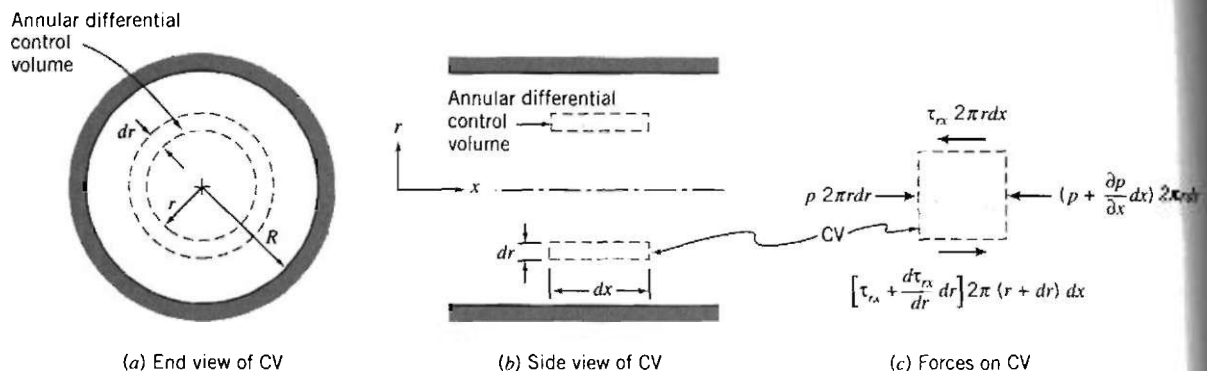 Annular differential
control
volume
dr
r
R
(a) End view of CV
Annular differential
control
volume
r
x
dr
dx
(b) Side view of CV
τrx 2πrdx
p 2πrdr
(p + ∂p/∂x dx)
CV
[τrx + dτrx/dr dr] 2π (r + dr) dx
(c) Forces on CV